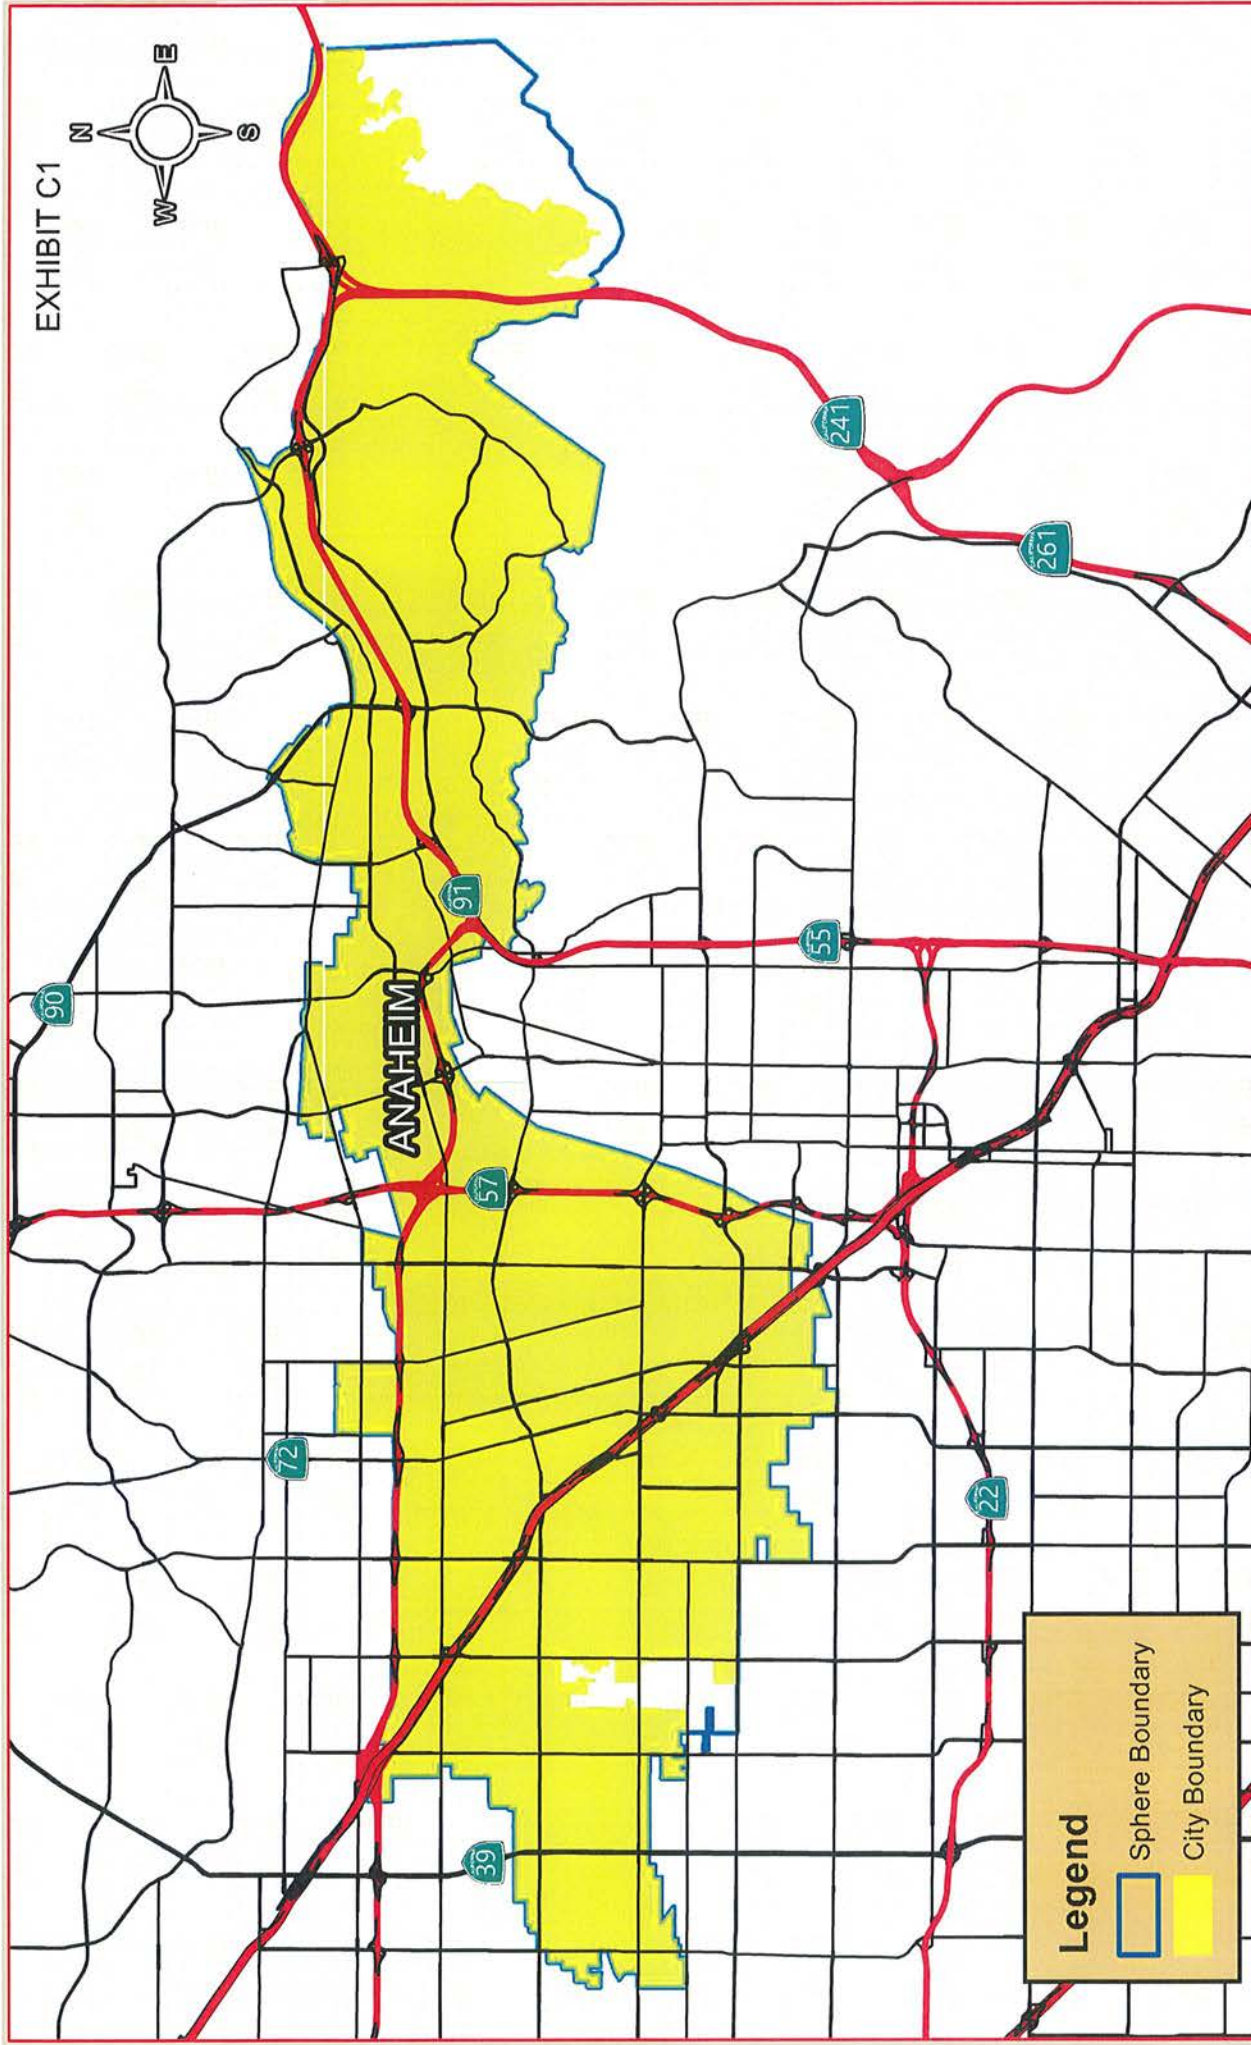 EXHIBIT C1
N
W
E
S
90
72
ANAHEIM
91
57
39
55
241
261
22
Legend
Sphere Boundary
City Boundary